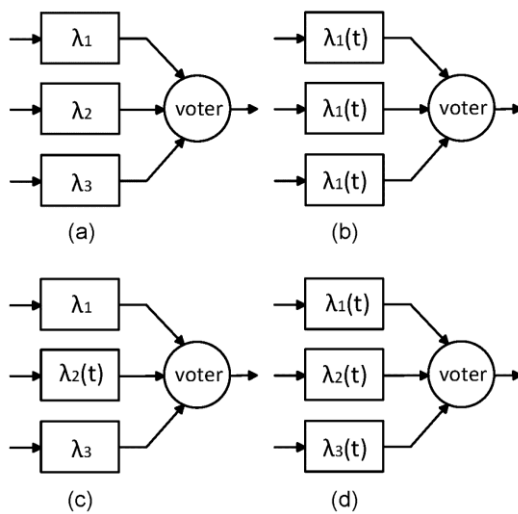 λ1
λ2
voter
λ3
(a)
λ1(t)
λ1(t)
voter
λ1(t)
(b)
λ1
λ2(t)
voter
λ3
(c)
λ1(t)
λ2(t)
voter
λ3(t)
(d)